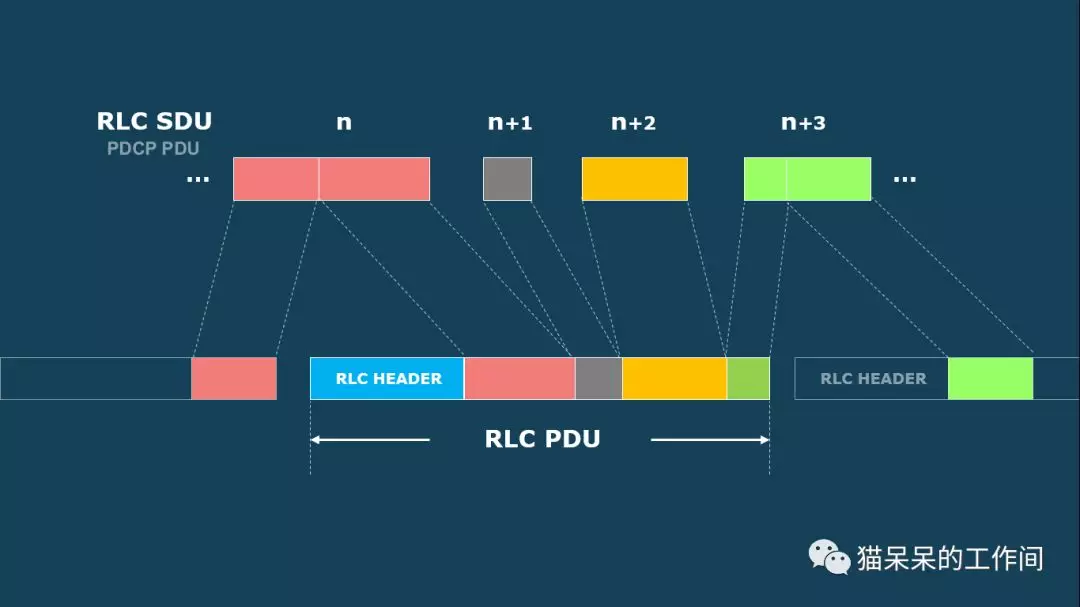 RLC SDU n n+1 n+2 n+3
PDCP PDU
... ...
RLC HEADER RLC HEADER
RLC PDU
猫呆呆的工作间